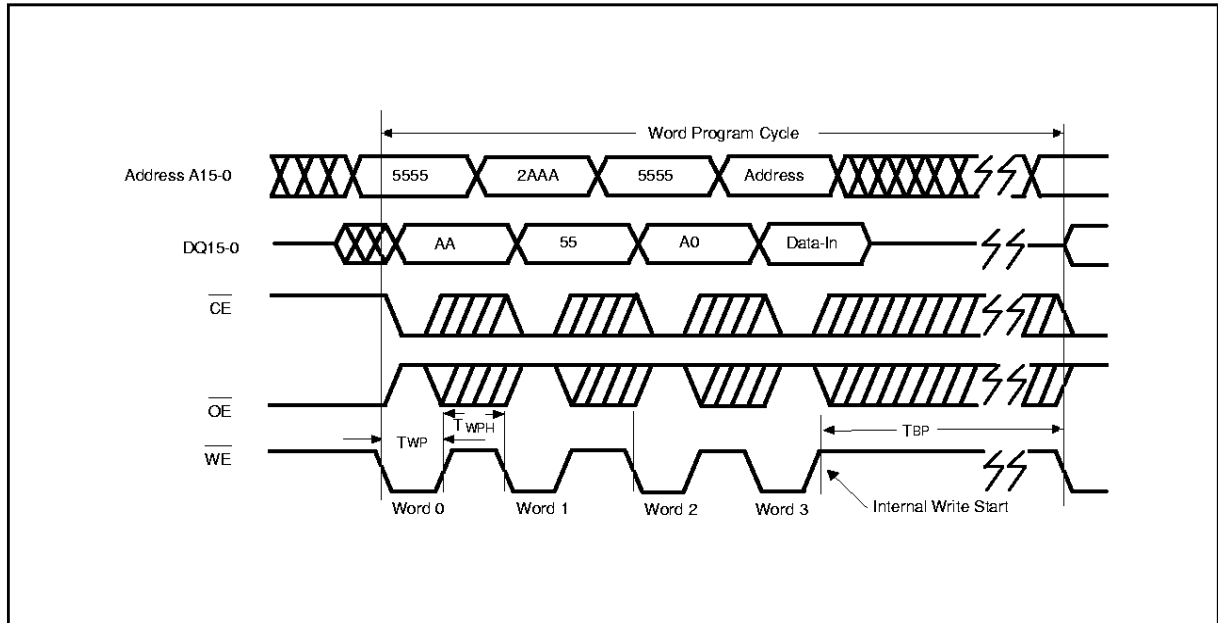 Word Program Cycle
Address A15-0 5555 2AAA 5555 Address
DQ15-0 AA 55 A0 Data-In
CE
OE
TWP TWPH TBP
WE
Word 0 Word 1 Word 2 Word 3 Internal Write Start